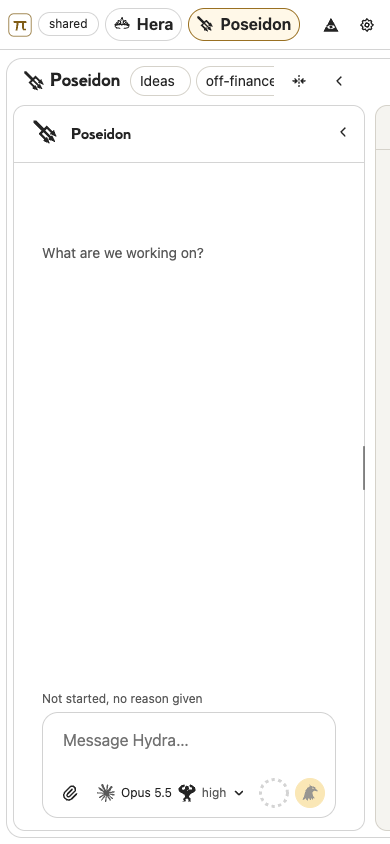 π shared Hera Poseidon
Poseidon Ideas off-finance
Poseidon
What are we working on?
Not started, no reason given
Message Hydra...
Opus 5.5 high